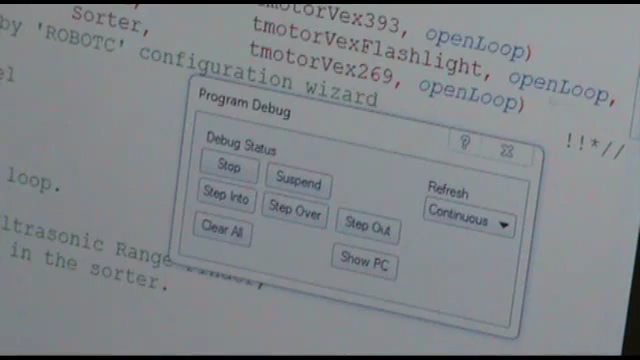 tmotorVex393, openLoop)
Sorter, tmotorVexFlashlight, openLoop,
tmotorVex269, openLoop)
by 'ROBOTC' configuration wizard !!*//
Program Debug
Debug Status
Stop Suspend
Refresh
Step Into Step Over Step Out Continuous
Clear All Show PC
loop.
ltrasonic Range
in the sorter.